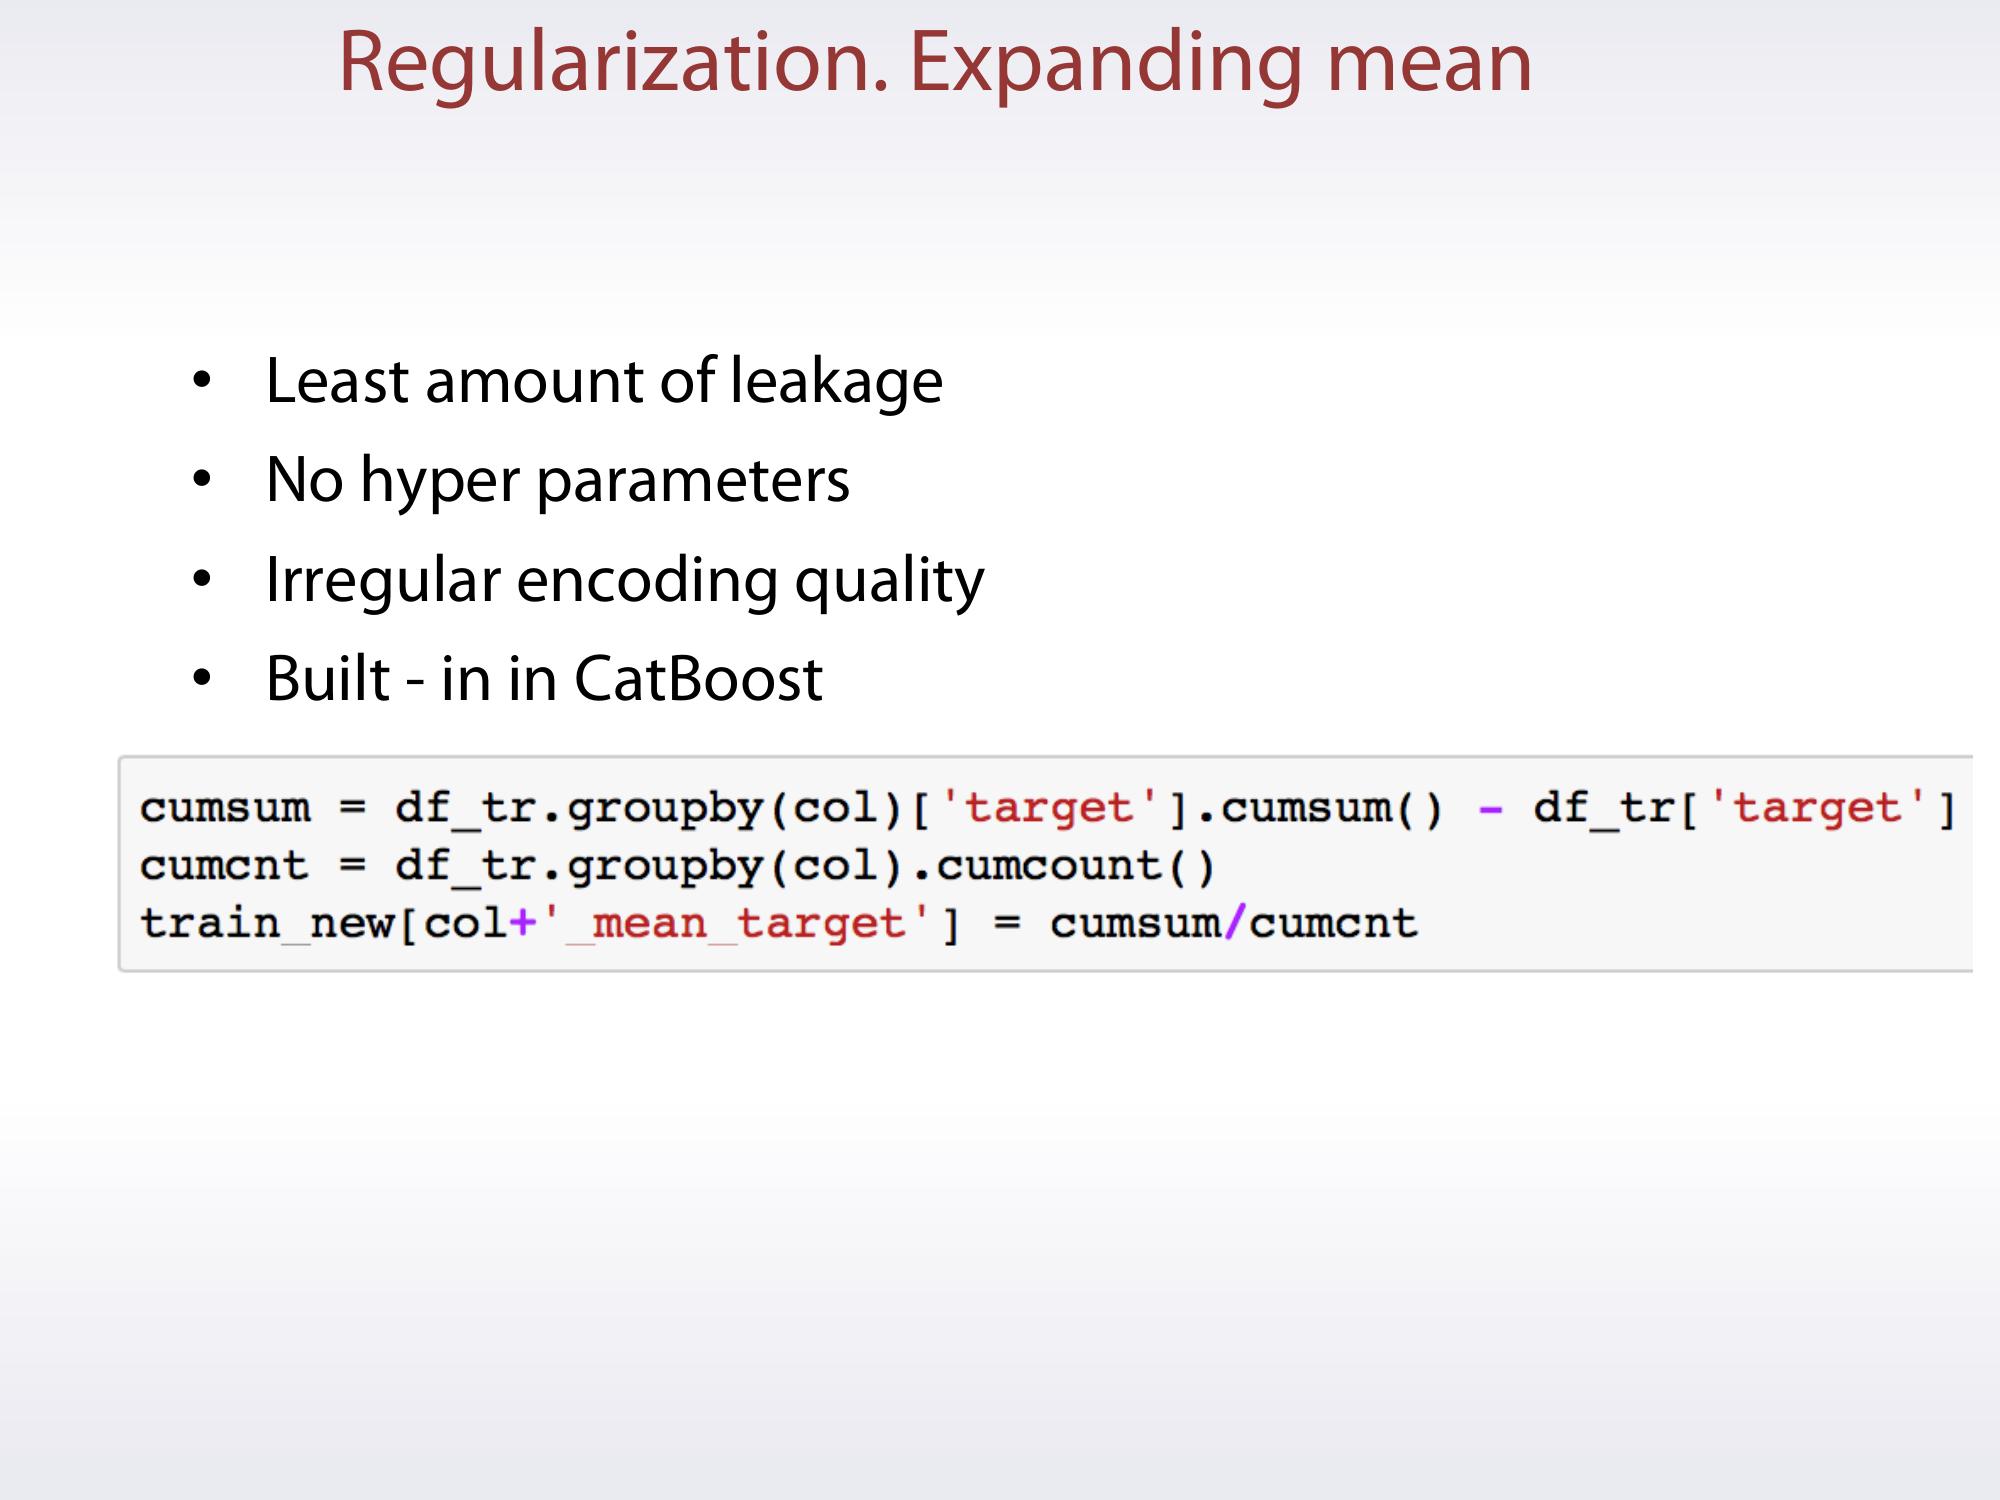 Regularization. Expanding mean
• Least amount of leakage
• No hyper parameters
• Irregular encoding quality
• Built - in in CatBoost
cumsum = df_tr.groupby(col)['target'].cumsum() - df_tr['target']
cumcnt = df_tr.groupby(col).cumcount()
train_new[col+'_mean_target'] = cumsum/cumcnt